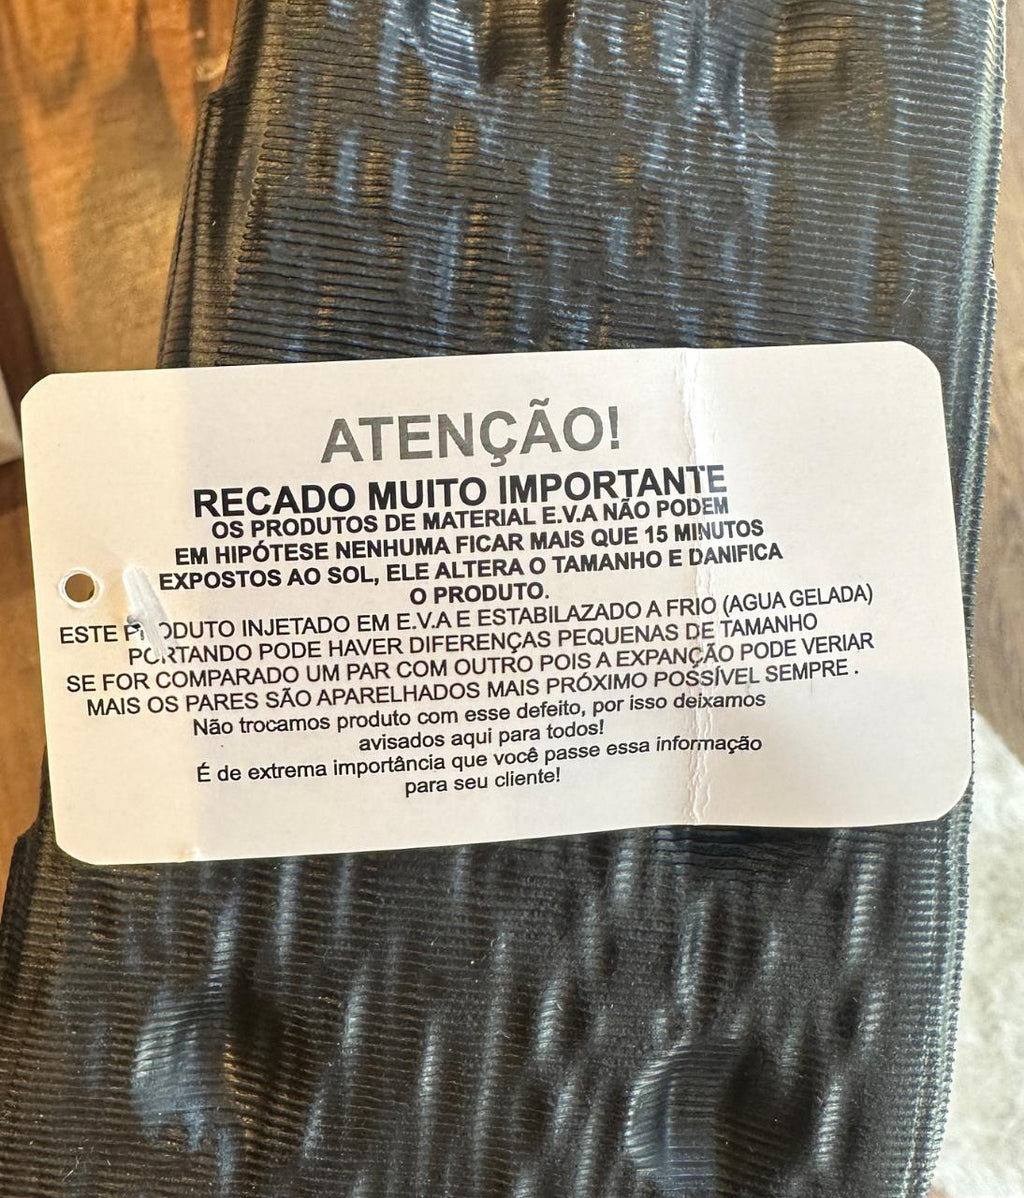 ATENÇÃO!
RECADO MUITO IMPORTANTE
OS PRODUTOS DE MATERIAL E.V.A NÃO PODEM
EM HIPÓTESE NENHUMA FICAR MAIS QUE 15 MINUTOS
EXPOSTOS AO SOL, ELE ALTERA O TAMANHO E DANIFICA
O PRODUTO.
ESTE PRODUTO INJETADO EM E.V.A E ESTABILAZADO A FRIO (AGUA GELADA)
PORTANDO PODE HAVER DIFERENÇAS PEQUENAS DE TAMANHO
SE FOR COMPARADO UM PAR COM OUTRO POIS A EXPANÇÃO PODE VERIAR
MAIS OS PARES SÃO APARELHADOS MAIS PRÓXIMO POSSÍVEL SEMPRE .
Não trocamos produto com esse defeito, por isso deixamos
avisados aqui para todos!
É de extrema importância que você passe essa informação
para seu cliente!